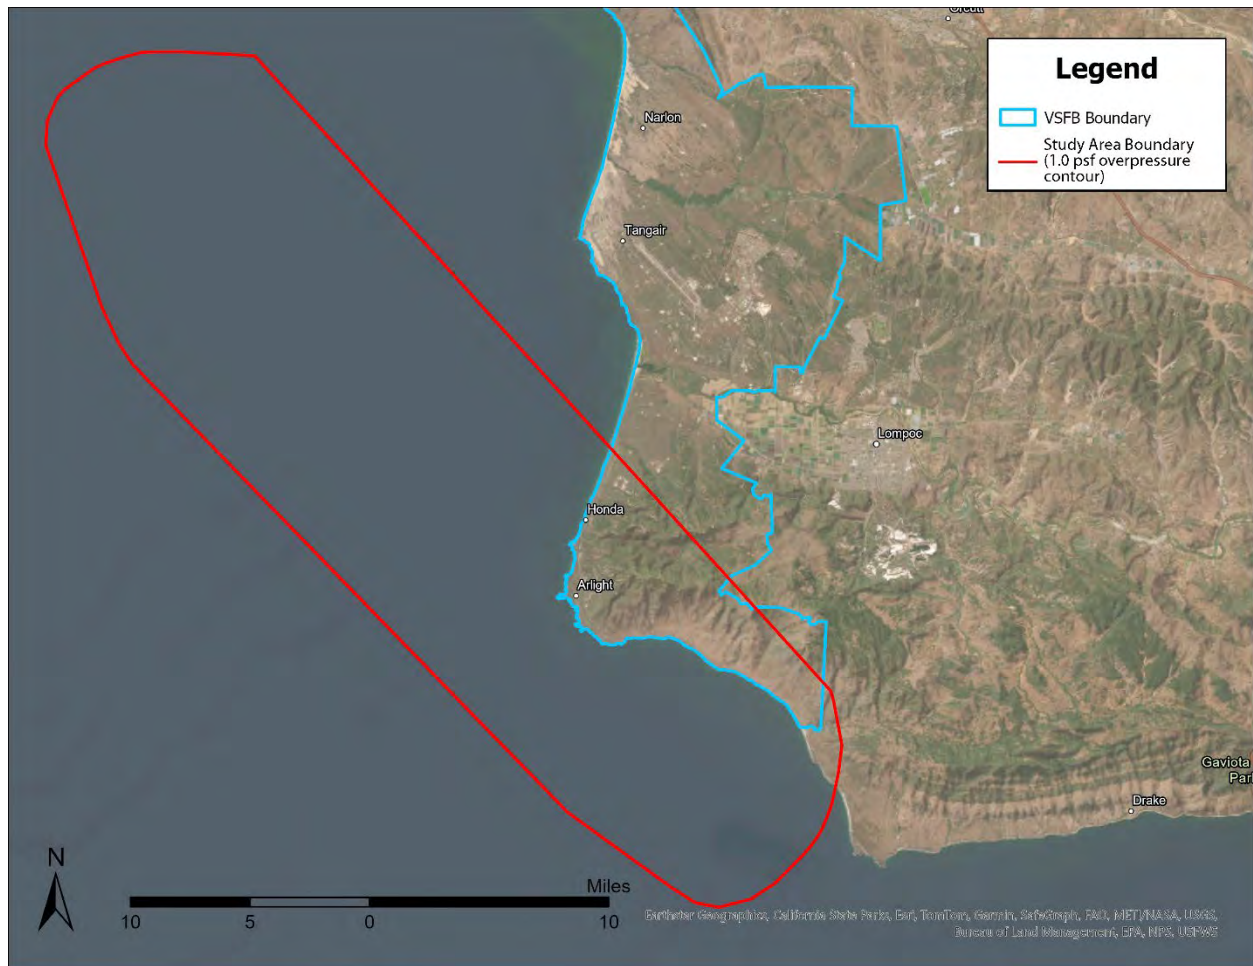 Orcutt
Legend
VSFB Boundary
Study Area Boundary
(1.0 psf overpressure
contour)
Narlon
Tangair
Lompoc
Honda
Arlight
Gaviota
Par
Drake
N
Miles
10 5 0 10
Earthstar Geographics, California State Parks, Esri, TomTom, Garmin, SafeGraph, FAO, METI/NASA, USGS,
Bureau of Land Management, EPA, NPS, USFWS